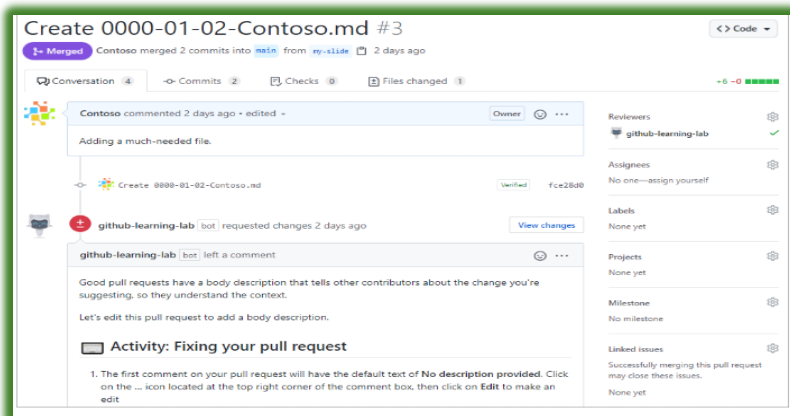 Create 0000-01-02-Contoso.md #3
<> Code
Merged Contoso merged 2 commits into main from my-slide 2 days ago
Conversation 4 Commits 2 Checks 0 Files changed 1
+6 −0
Contoso commented 2 days ago • edited
Owner
Adding a much-needed file.
Create 0000-01-02-Contoso.md
Verified fce28d0
github-learning-lab bot requested changes 2 days ago
View changes
github-learning-lab bot left a comment
Good pull requests have a body description that tells other contributors about the change you're
suggesting, so they understand the context.
Let's edit this pull request to add a body description.
Activity: Fixing your pull request
1. The first comment on your pull request will have the default text of No description provided. Click
on the ... icon located at the top right corner of the comment box, then click on Edit to make an
edit
Reviewers
github-learning-lab
Assignees
No one—assign yourself
Labels
None yet
Projects
None yet
Milestone
No milestone
Linked issues
Successfully merging this pull request
may close these issues.
None yet